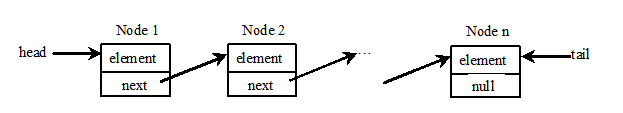 Node 1 Node 2 Node n
head element element ... element tail
next next null